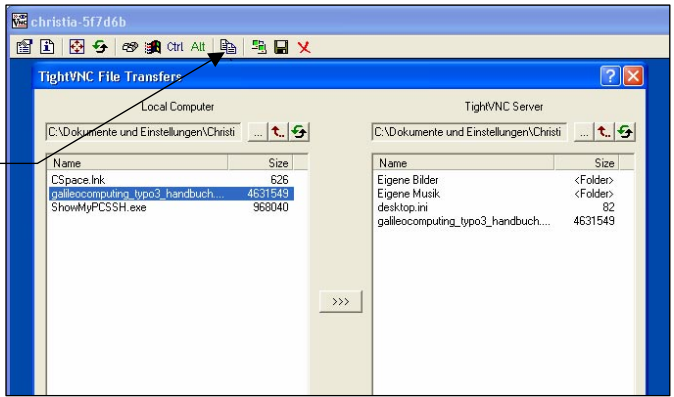 christia-5f7d6b
Ctrl Alt
TightVNC File Transfers
Local Computer
TightVNC Server
C:\Dokumente und Einstellungen\Christi ...
C:\Dokumente und Einstellungen\Christi ...
Name Size
CSpace.lnk 626
galileocomputing_typo3_handbuch.... 4631549
ShowMyPCSSH.exe 968040
Name Size
Eigene Bilder <Folder>
Eigene Musik <Folder>
desktop.ini 82
galileocomputing_typo3_handbuch.... 4631549
>>>